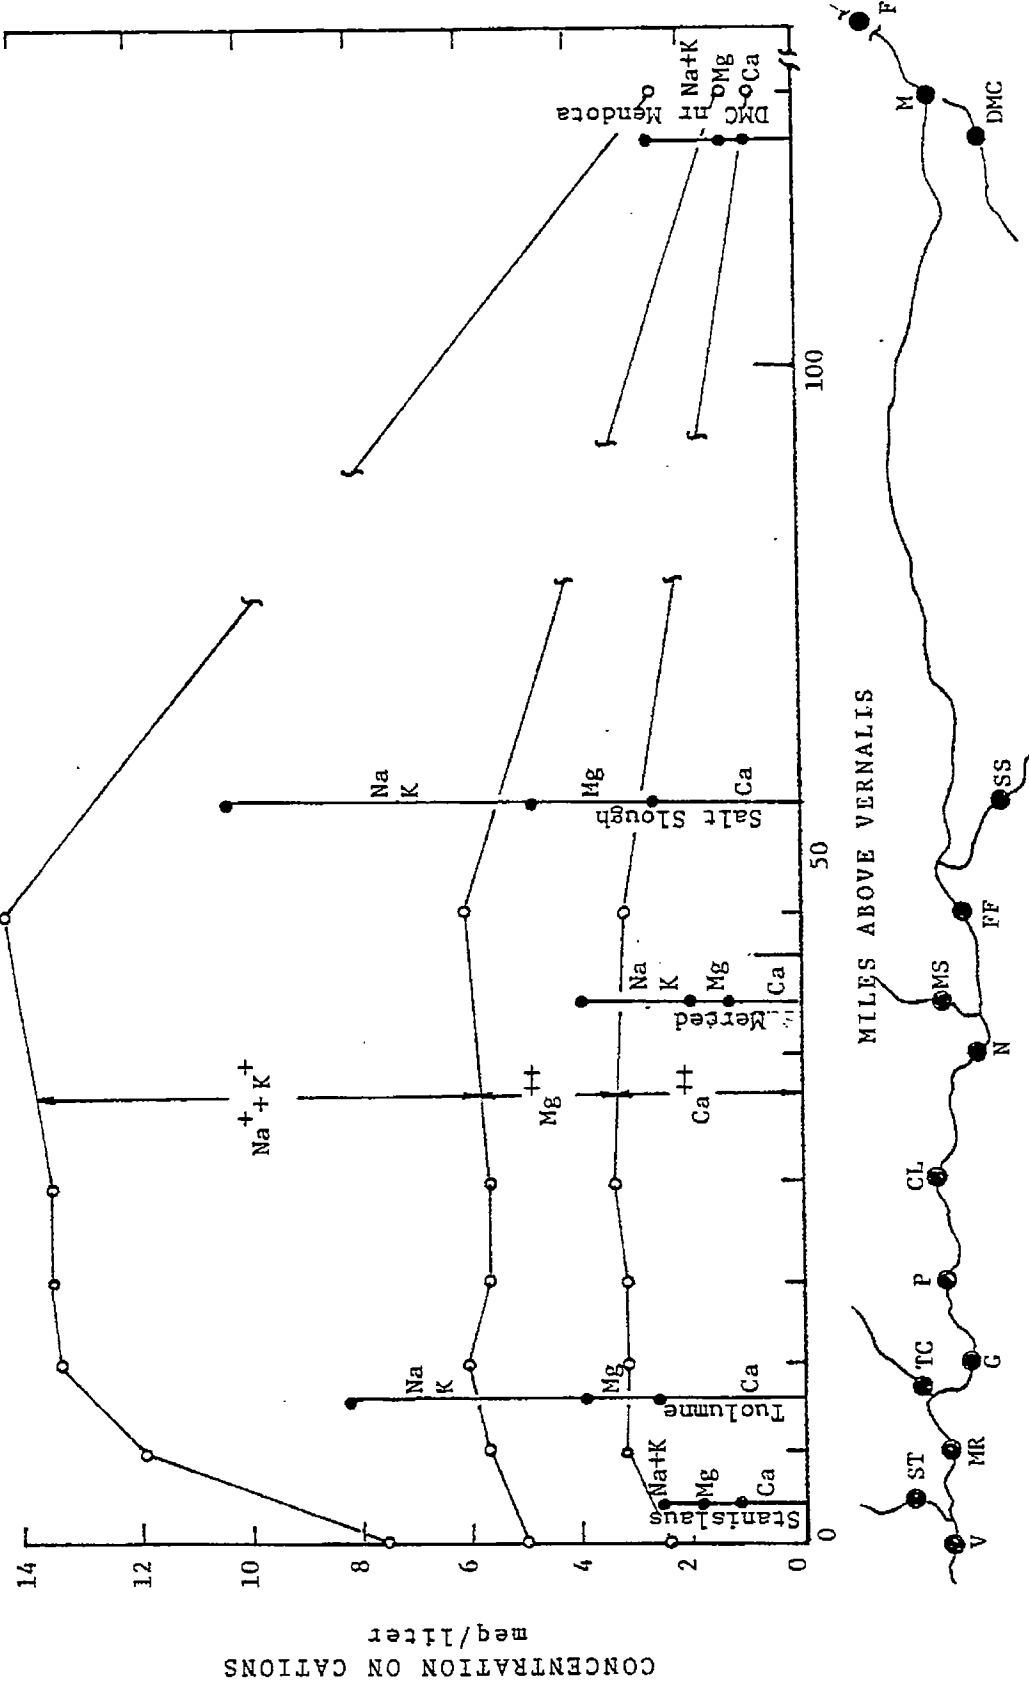 CONCENTRATION ON CATIONS
meq/liter
14
12
10
8
6
4
2
0
Na+ + K+
Mg++
Ca++
Stanislaus
Na+K
Mg
Ca
Tuolumne
Na
K
Mg
Ca
Merced
Na
K
Mg
Ca
Salt Slough
Na
K
Mg
Ca
DMC nr Mendota
Na+K
Mg
Ca
0
50
100
MILES ABOVE VERNALIS
V
ST
MR
TC
G
P
CL
N
MS
FF
SS
M
DMC
F